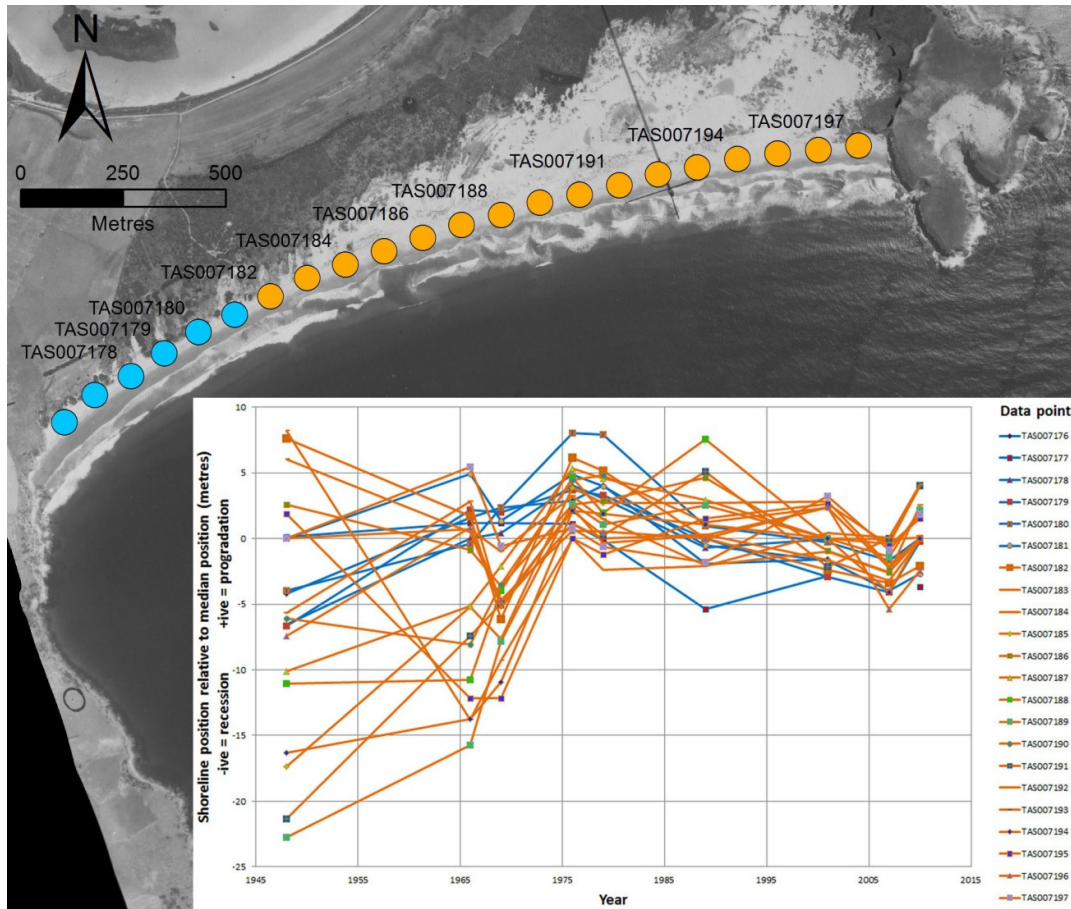 N
0 250 500
Metres
TAS007197
TAS007194
TAS007191
TAS007188
TAS007186
TAS007184
TAS007182
TAS007180
TAS007179
TAS007178
Shoreline position relative to median position (metres)
-ive = recession +ive = progradation
10
5
0
-5
-10
-15
-20
-25
1945 1955 1965 1975 1985 1995 2005 2015
Year
Data point
TAS007176
TAS007177
TAS007178
TAS007179
TAS007180
TAS007181
TAS007182
TAS007183
TAS007184
TAS007185
TAS007186
TAS007187
TAS007188
TAS007189
TAS007190
TAS007191
TAS007192
TAS007193
TAS007194
TAS007195
TAS007196
TAS007197